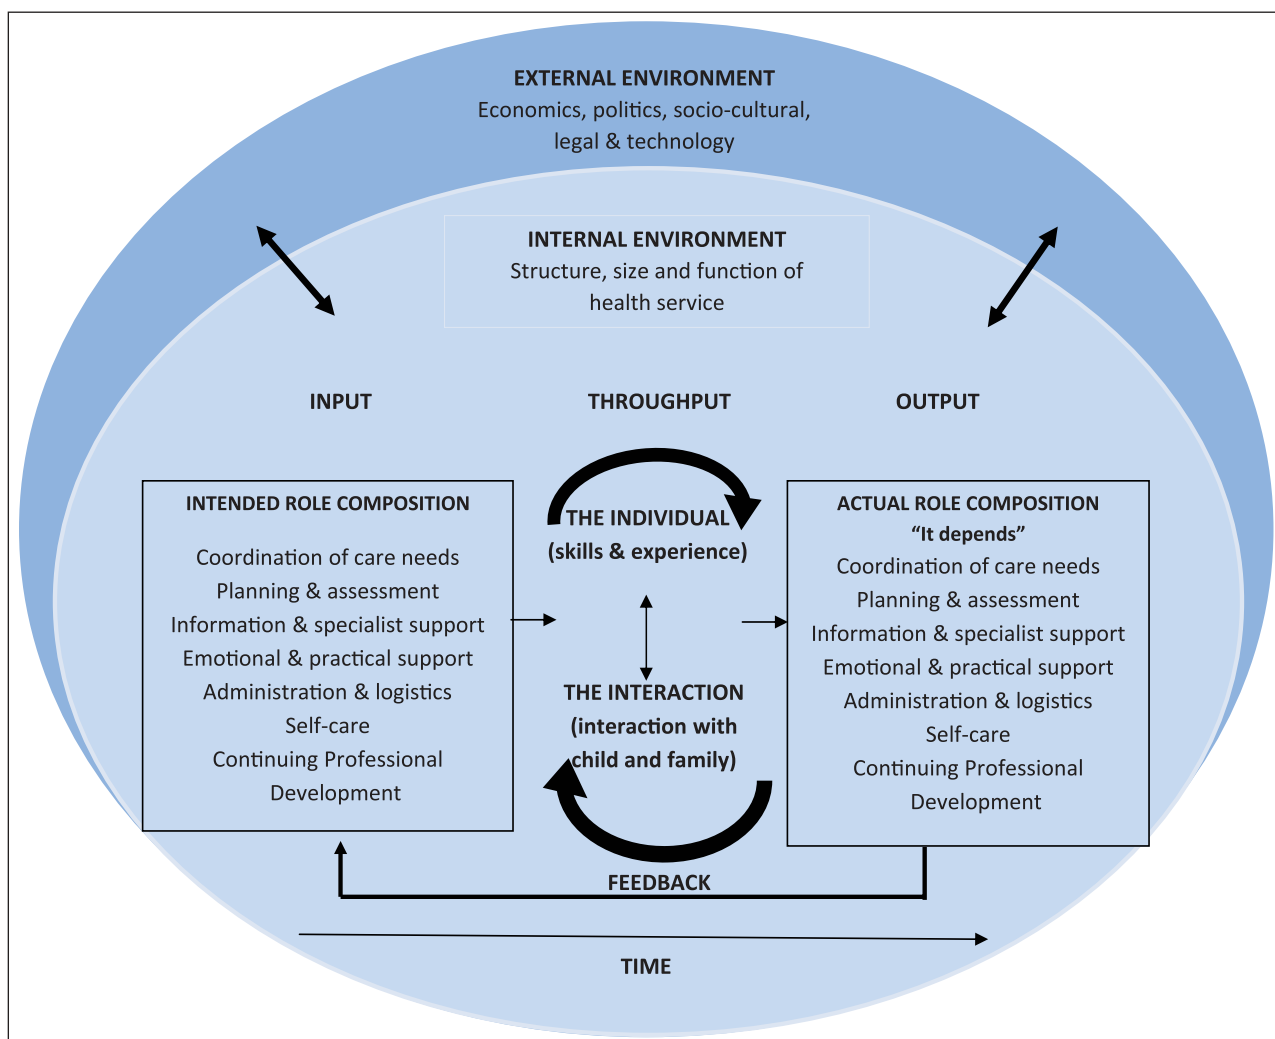 EXTERNAL ENVIRONMENT
Economics, politics, socio-cultural,
legal & technology
INTERNAL ENVIRONMENT
Structure, size and function of
health service
INPUT
THROUGHPUT
OUTPUT
INTENDED ROLE COMPOSITION
Coordination of care needs
Planning & assessment
Information & specialist support
Emotional & practical support
Administration & logistics
Self-care
Continuing Professional
Development
THE INDIVIDUAL
(skills & experience)
THE INTERACTION
(interaction with
child and family)
ACTUAL ROLE COMPOSITION
“It depends”
Coordination of care needs
Planning & assessment
Information & specialist support
Emotional & practical support
Administration & logistics
Self-care
Continuing Professional
Development
FEEDBACK
TIME